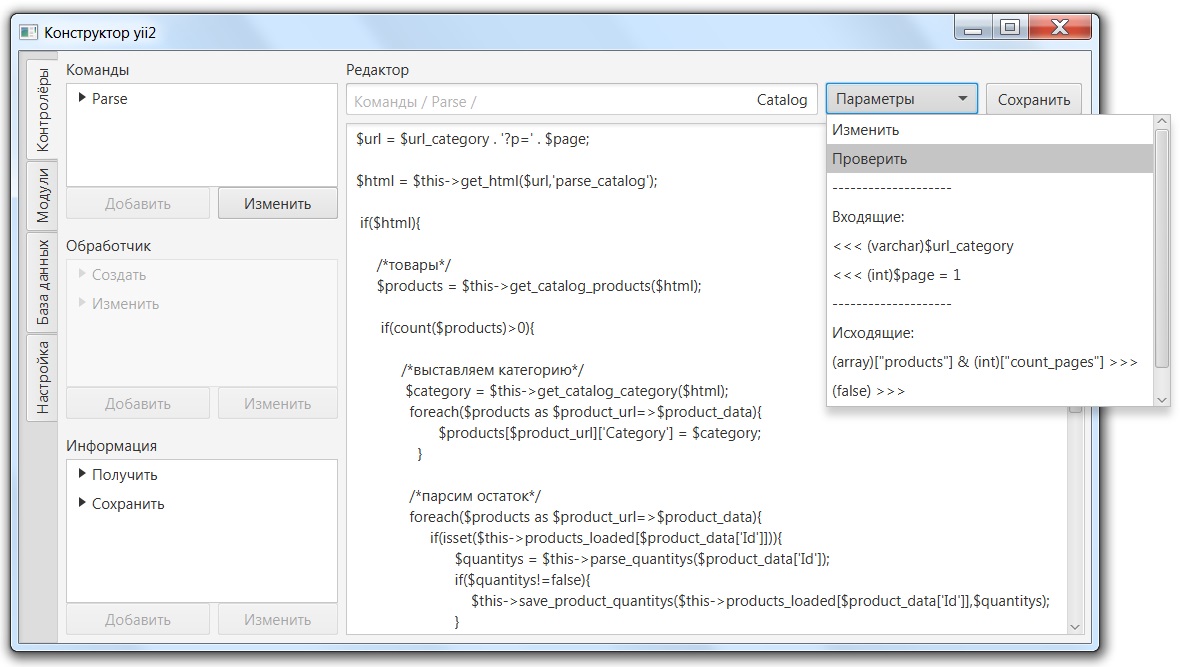 Конструктор yii2
Контролёры
Модули
База данных
Настройка
Команды
Parse
Добавить
Изменить
Обработчик
Создать
Изменить
Добавить
Изменить
Информация
Получить
Сохранить
Добавить
Изменить
Редактор
Команды / Parse /
Catalog
Параметры
Сохранить
Изменить
Проверить
--------------------
Входящие:
<<< (varchar)$url_category
<<< (int)$page = 1
--------------------
Исходящие:
(array)["products"] & (int)["count_pages"] >>>
(false) >>>
$url = $url_category . '?p=' . $page;
$html = $this->get_html($url,'parse_catalog');
if($html){
/*товары*/
$products = $this->get_catalog_products($html);
if(count($products)>0){
/*выставляем категорию*/
$category = $this->get_catalog_category($html);
foreach($products as $product_url=>$product_data){
$products[$product_url]['Category'] = $category;
}
/*парсим остаток*/
foreach($products as $product_url=>$product_data){
if(isset($this->products_loaded[$product_data['Id']])){
$quantitys = $this->parse_quantitys($product_data['Id']);
if($quantitys!=false){
$this->save_product_quantitys($this->products_loaded[$product_data['Id']],$quantitys);
}